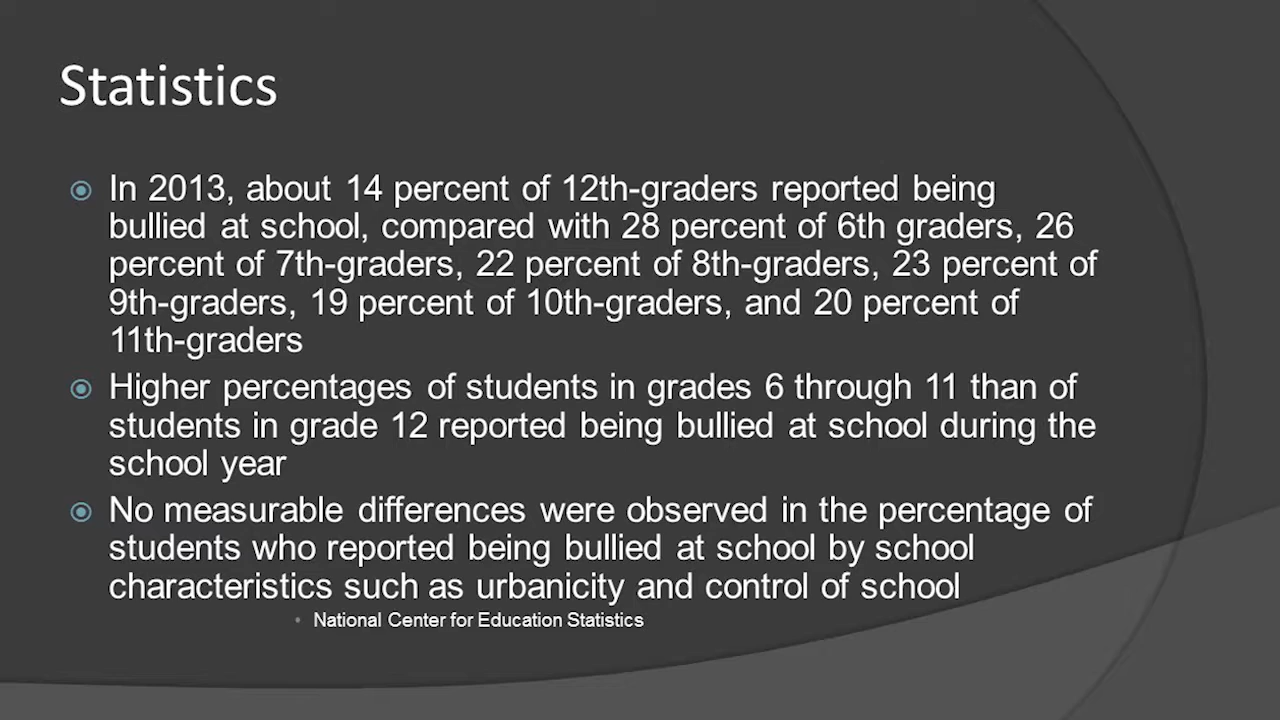 Statistics
In 2013, about 14 percent of 12th-graders reported being
bullied at school, compared with 28 percent of 6th graders, 26
percent of 7th-graders, 22 percent of 8th-graders, 23 percent of
9th-graders, 19 percent of 10th-graders, and 20 percent of
11th-graders
Higher percentages of students in grades 6 through 11 than of
students in grade 12 reported being bullied at school during the
school year
No measurable differences were observed in the percentage of
students who reported being bullied at school by school
characteristics such as urbanicity and control of school
National Center for Education Statistics